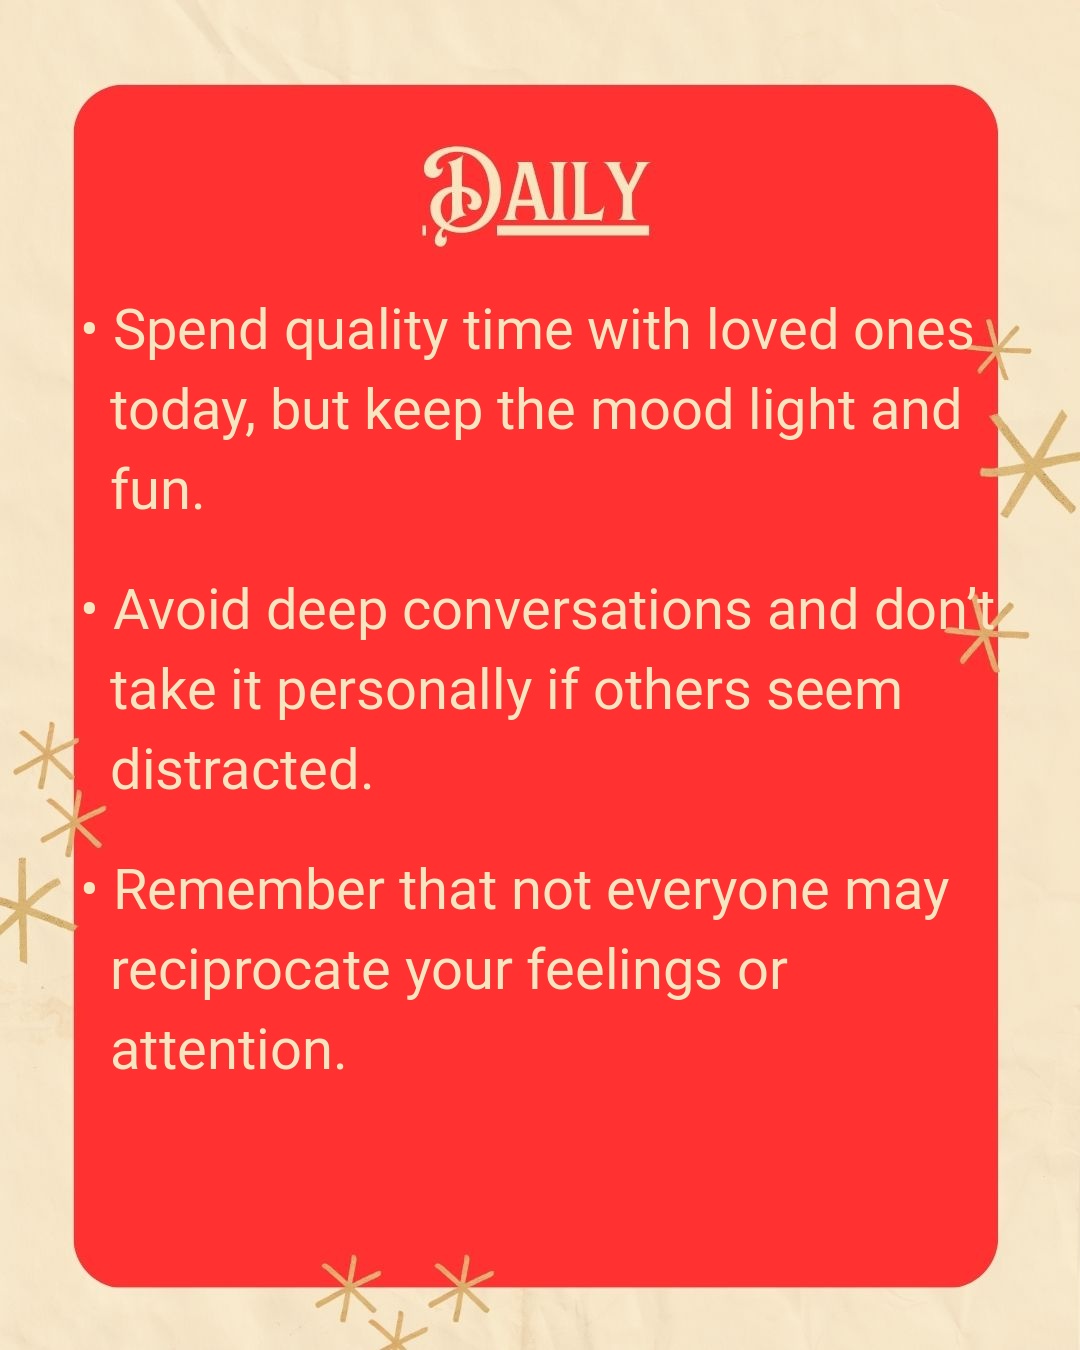 Daily
• Spend quality time with loved ones
today, but keep the mood light and
fun.
• Avoid deep conversations and don't
take it personally if others seem
distracted.
• Remember that not everyone may
reciprocate your feelings or
attention.